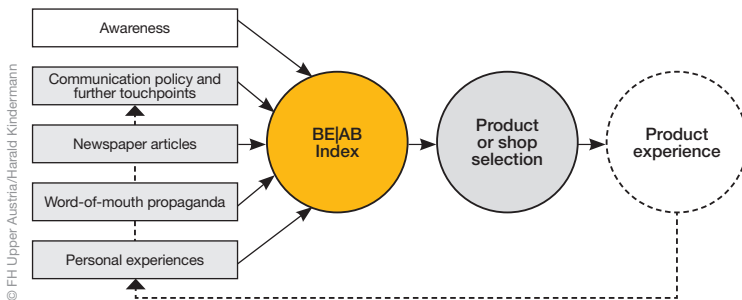 Awareness
Communication policy and
further touchpoints
Newspaper articles
Word-of-mouth propaganda
Personal experiences
BE|AB
Index
Product
or shop
selection
Product
experience
© FH Upper Austria/Harald Kindermann